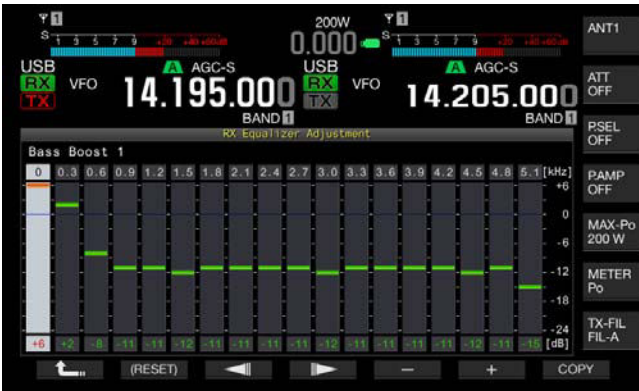 1 200W 1 ANT1
S 1 3 5 7 9 +20 +40 +60dB 0.000 S 1 3 5 7 9 +20 +40 +60dB
USB A AGC-S USB A AGC-S ATT
RX VFO 14.195.000 RX VFO 14.205.000 OFF
TX TX
BAND 1 BAND 1 P.SEL
OFF
RX Equalizer Adjustment
Bass Boost 1
0 0.3 0.6 0.9 1.2 1.5 1.8 2.1 2.4 2.7 3.0 3.3 3.6 3.9 4.2 4.5 4.8 5.1 [kHz]
+6
0
-6
-12
-18
-24
+6 +2 -8 -11 -11 -12 -11 -11 -11 -11 -12 -11 -11 -11 -11 -12 -11 -15 [dB]
P.AMP
OFF
MAX-Po
200 W
METER
Po
TX-FIL
FIL-A
(RESET) − + COPY